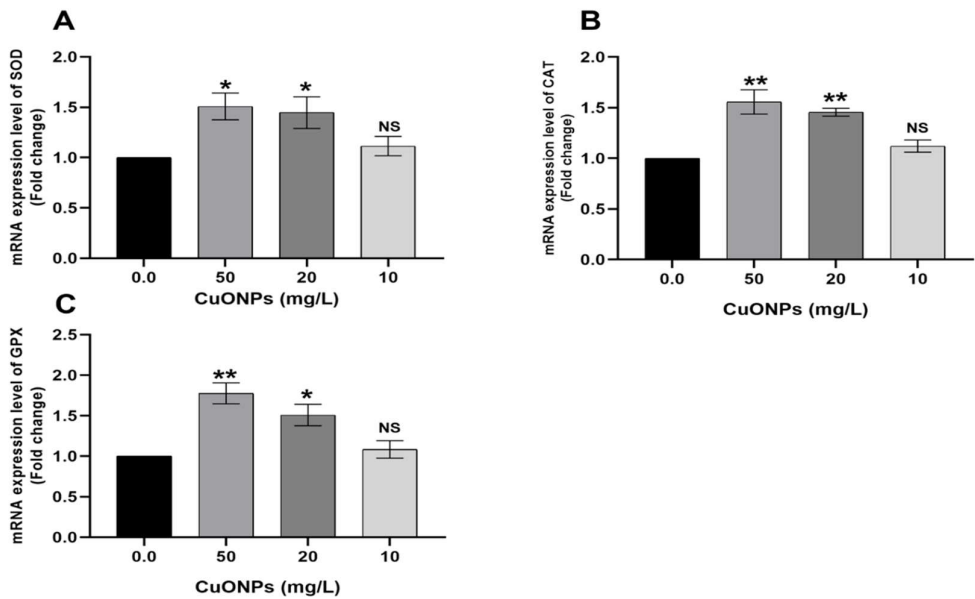 A
mRNA expression level of SOD
(Fold change)
2.0
1.5
1.0
0.5
0.0
*
*
NS
0.0 50 20 10
CuONPs (mg/L)
B
mRNA expression level of CAT
(Fold change)
2.0
1.5
1.0
0.5
0.0
**
**
NS
0.0 50 20 10
CuONPs (mg/L)
C
mRNA expression level of GPX
(Fold change)
2.5
2.0
1.5
1.0
0.5
0.0
**
*
NS
0.0 50 20 10
CuONPs (mg/L)